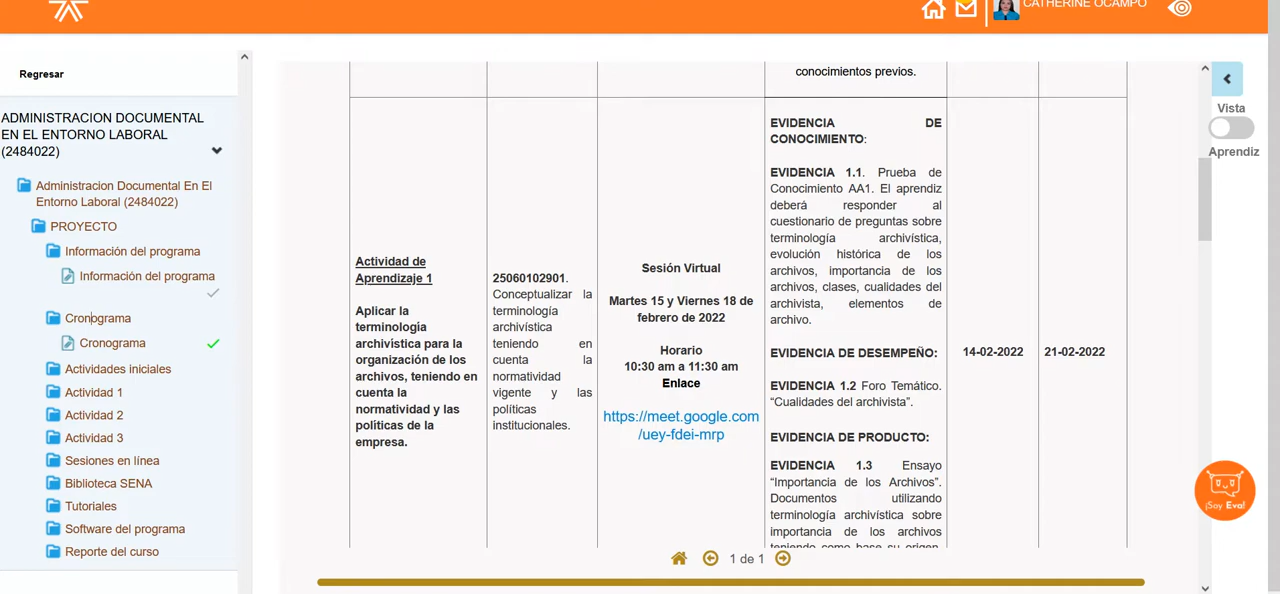 CATHERINE OCAMPO
Regresar
ADMINISTRACION DOCUMENTAL
EN EL ENTORNO LABORAL
(2484022)
Administracion Documental En El
Entorno Laboral (2484022)
PROYECTO
Información del programa
Información del programa
Cronograma
Cronograma
Actividades iniciales
Actividad 1
Actividad 2
Actividad 3
Sesiones en línea
Biblioteca SENA
Tutoriales
Software del programa
Reporte del curso
Actividad de
Aprendizaje 1
Aplicar la
terminología
archivística para la
organización de los
archivos, teniendo en
cuenta la
normatividad y las
políticas de la
empresa.
25060102901.
Conceptualizar la
terminología
archivística
teniendo en
cuenta la
normatividad
vigente y las
políticas
institucionales.
Sesión Virtual
Martes 15 y Viernes 18 de
febrero de 2022
Horario
10:30 am a 11:30 am
Enlace
https://meet.google.com
/uey-fdei-mrp
conocimientos previos.
EVIDENCIA DE
CONOCIMIENTO:
EVIDENCIA 1.1. Prueba de
Conocimiento AA1. El aprendiz
deberá responder al
cuestionario de preguntas sobre
terminología archivística,
evolución histórica de los
archivos, importancia de los
archivos, clases, cualidades del
archivista, elementos de
archivo.
EVIDENCIA DE DESEMPEÑO:
EVIDENCIA 1.2 Foro Temático.
“Cualidades del archivista”.
EVIDENCIA DE PRODUCTO:
EVIDENCIA 1.3 Ensayo
“Importancia de los Archivos”.
Documentos utilizando
terminología archivística sobre
importancia de los archivos
teniendo como base su origen,
14-02-2022
21-02-2022
1 de 1
Vista
Aprendiz
¡Soy Eva!